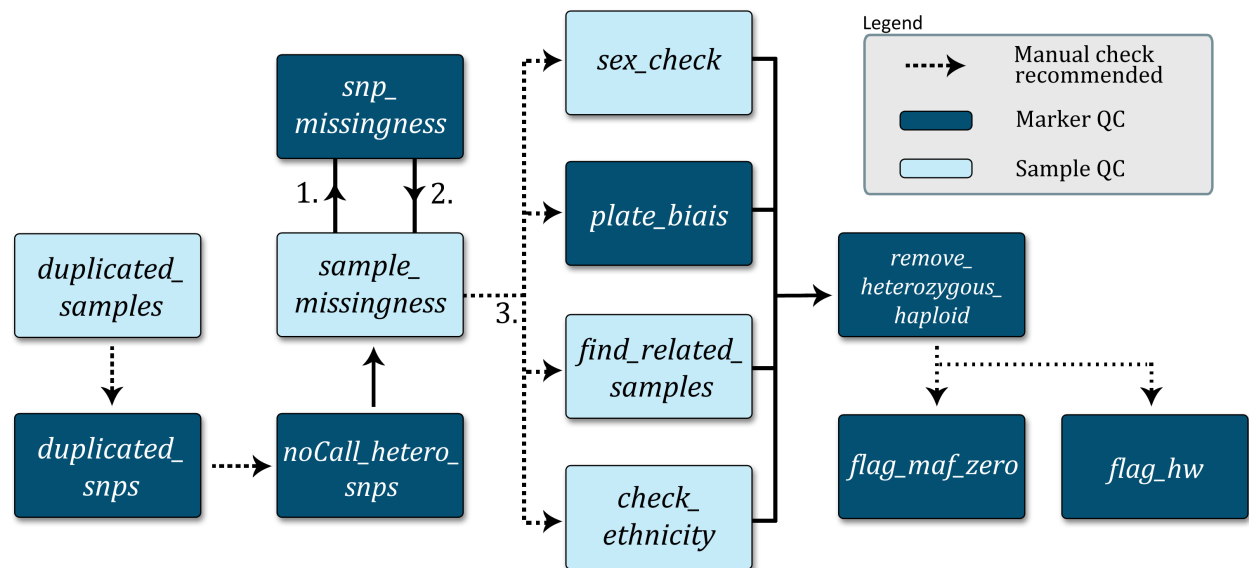 Legend
Manual check
recommended
Marker QC
Sample QC
sex_check
snp_
missingness
1.
2.
plate_biais
duplicated_
samples
sample_
missingness
3.
remove_
heterozygous_
haploid
find_related_
samples
duplicated_
snps
noCall_hetero_
snps
check_
ethnicity
flag_maf_zero
flag_hw